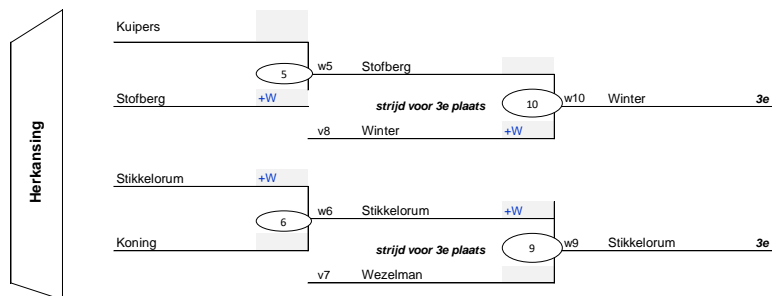 Herkansing
Kuipers
5 w5 Stofberg
Stofberg +W
strijd voor 3e plaats 10 w10 Winter 3e
v8 Winter +W
Stikkelorum +W
6 w6 Stikkelorum +W
Koning
strijd voor 3e plaats 9 w9 Stikkelorum 3e
v7 Wezelman